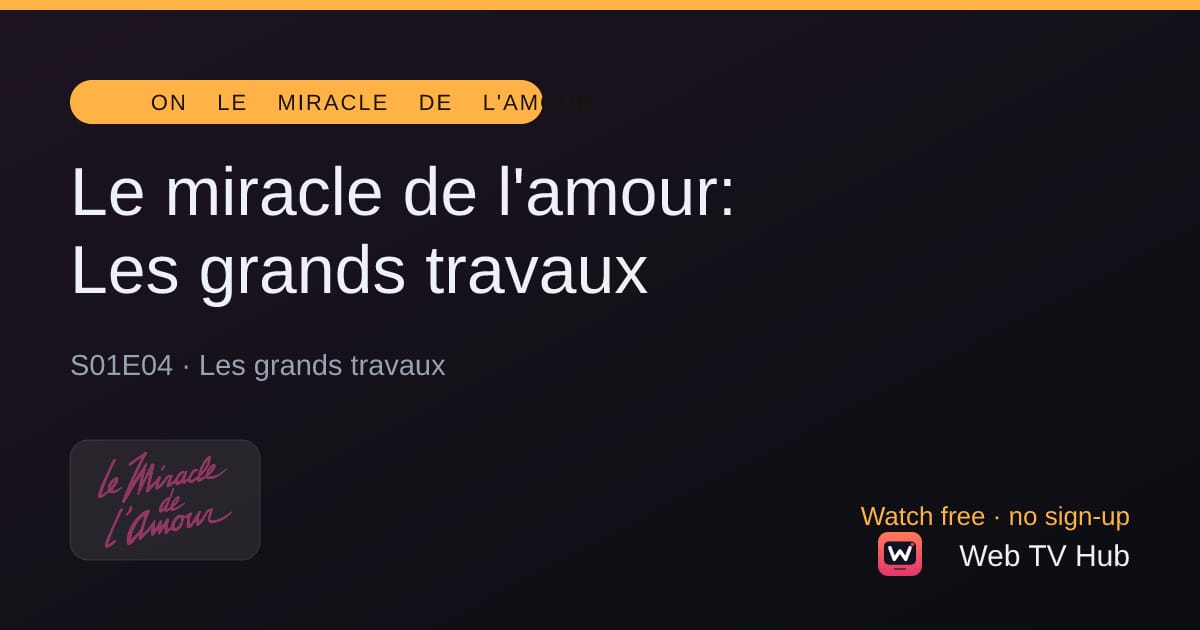 ON LE MIRACLE DE L'AMOUR
Le miracle de l'amour:
Les grands travaux
S01E04 · Les grands travaux
Le Miracle
de
l'Amour
Watch free · no sign-up
W Web TV Hub